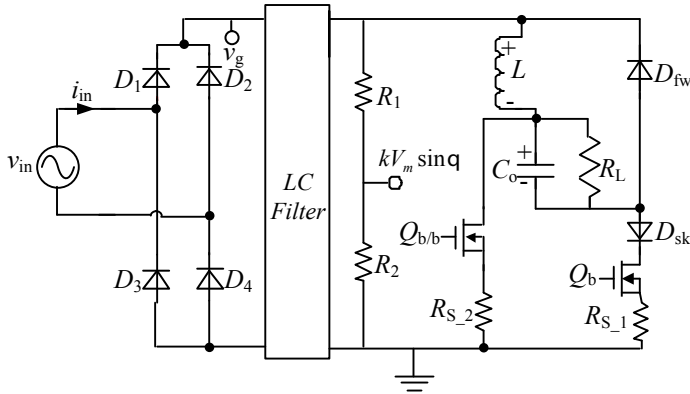 v_g
D_1
D_2
i_in
v_in
D_3
D_4
LC
Filter
R_1
kV_m sinq
R_2
+
L
-
+
C_o
-
R_L
D_fw
Q_b/b
D_sk
Q_b
R_S_2
R_S_1